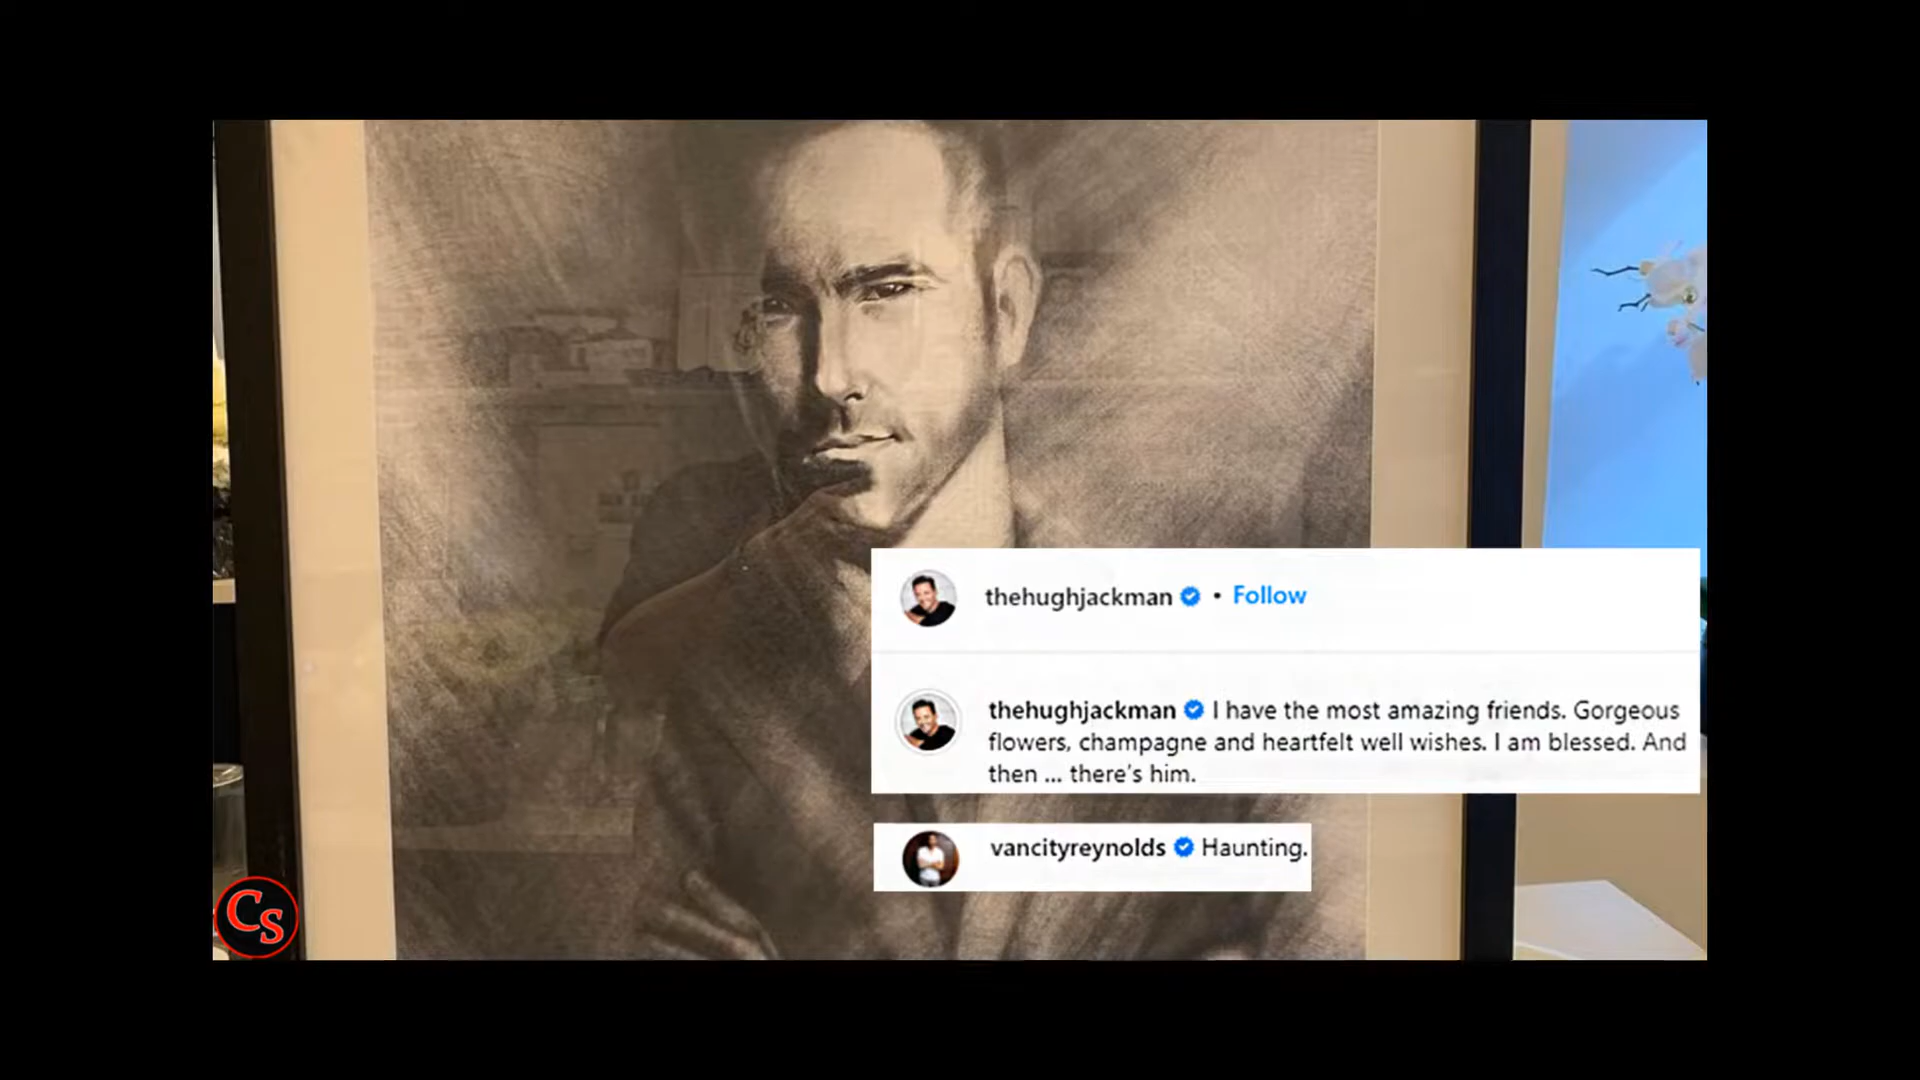 thehughjackman • Follow
thehughjackman I have the most amazing friends. Gorgeous
flowers, champagne and heartfelt well wishes. I am blessed. And
then ... there's him.
vancityreynolds Haunting.
CS